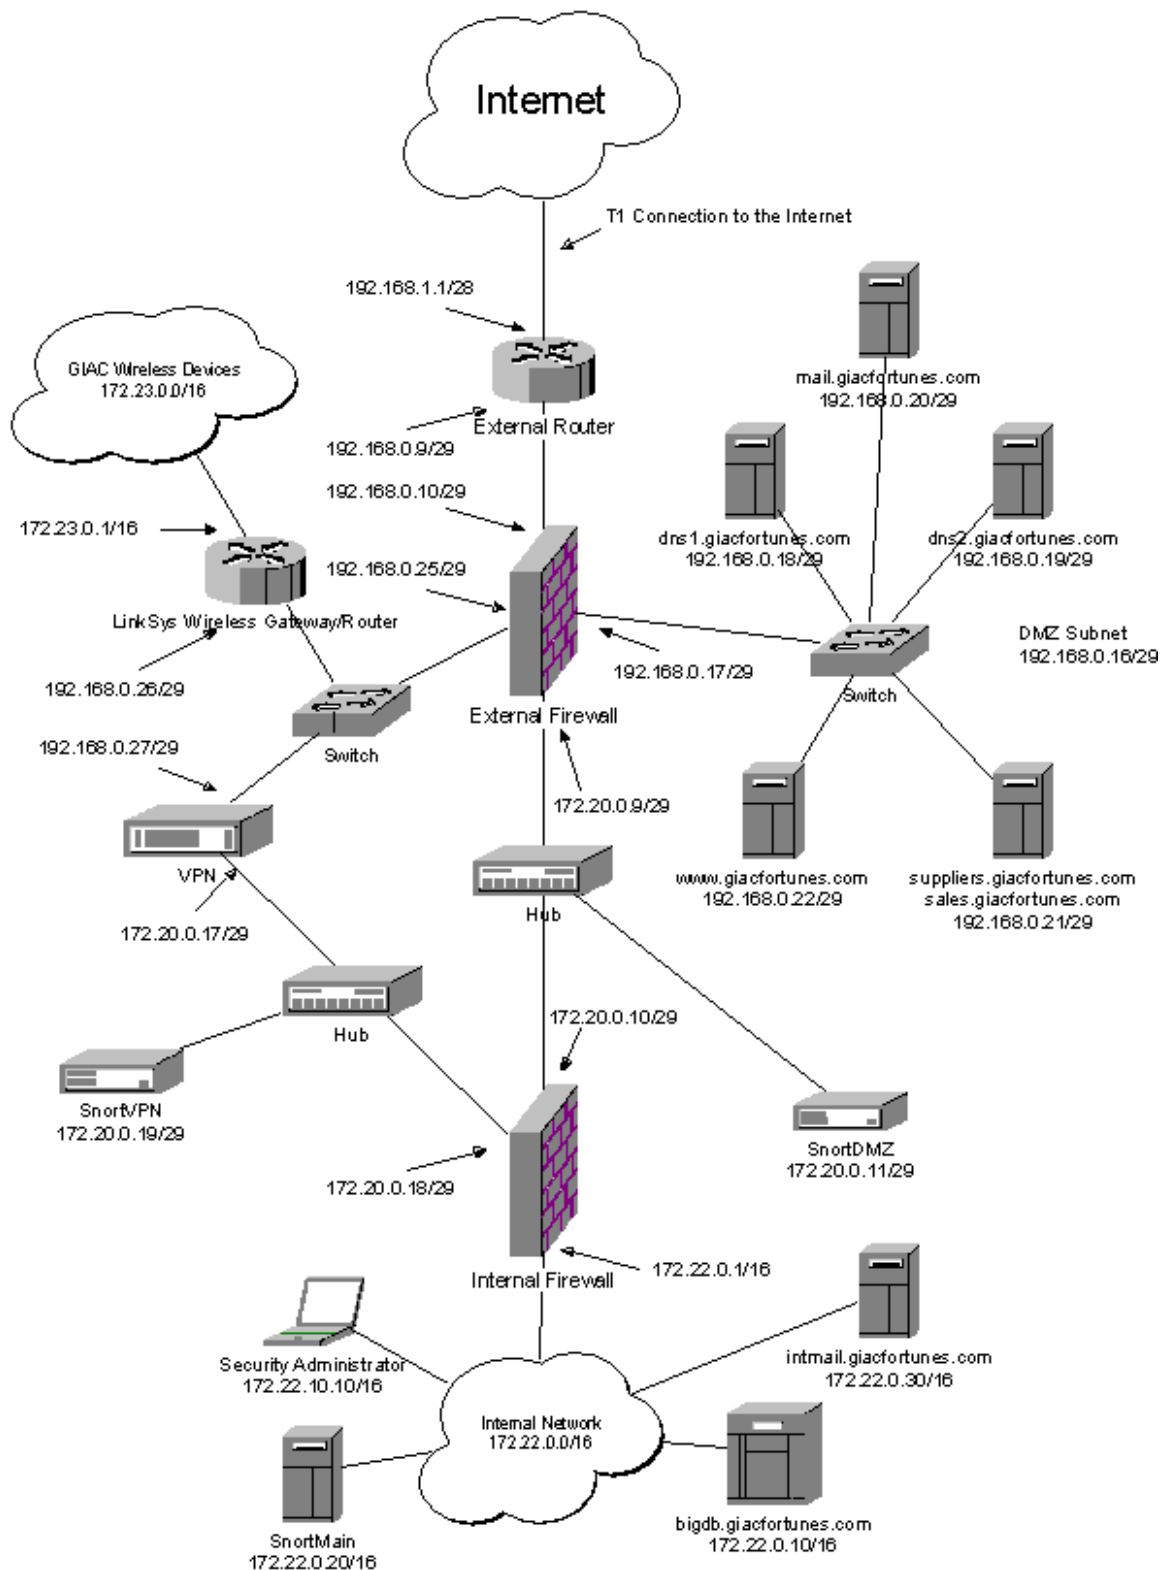 Internet
T1 Connection to the Internet
192.168.1.1/28
GIAC Wireless Devices
172.23.0.0/16
mail.giacfortunes.com
192.168.0.20/29
External Router
192.168.0.9/29
192.168.0.10/29
172.23.0.1/16
dns1.giacfortunes.com
192.168.0.18/29
dns2.giacfortunes.com
192.168.0.19/29
192.168.0.25/29
LinkSys Wireless Gateway/Router
DMZ Subnet
192.168.0.16/29
192.168.0.17/29
192.168.0.26/29
Switch
External Firewall
192.168.0.27/29
Switch
172.20.0.9/29
VPN
www.giacfortunes.com
192.168.0.22/29
suppliers.giacfortunes.com
sales.giacfortunes.com
192.168.0.21/29
Hub
172.20.0.17/29
172.20.0.10/29
Hub
SnortVPN
172.20.0.19/29
SnortDMZ
172.20.0.11/29
172.20.0.18/29
172.22.0.1/16
Internal Firewall
Security Administrator
172.22.10.10/16
intmail.giacfortunes.com
172.22.0.30/16
Internal Network
172.22.0.0/16
SnortMain
172.22.0.20/16
bigdb.giacfortunes.com
172.22.0.10/16